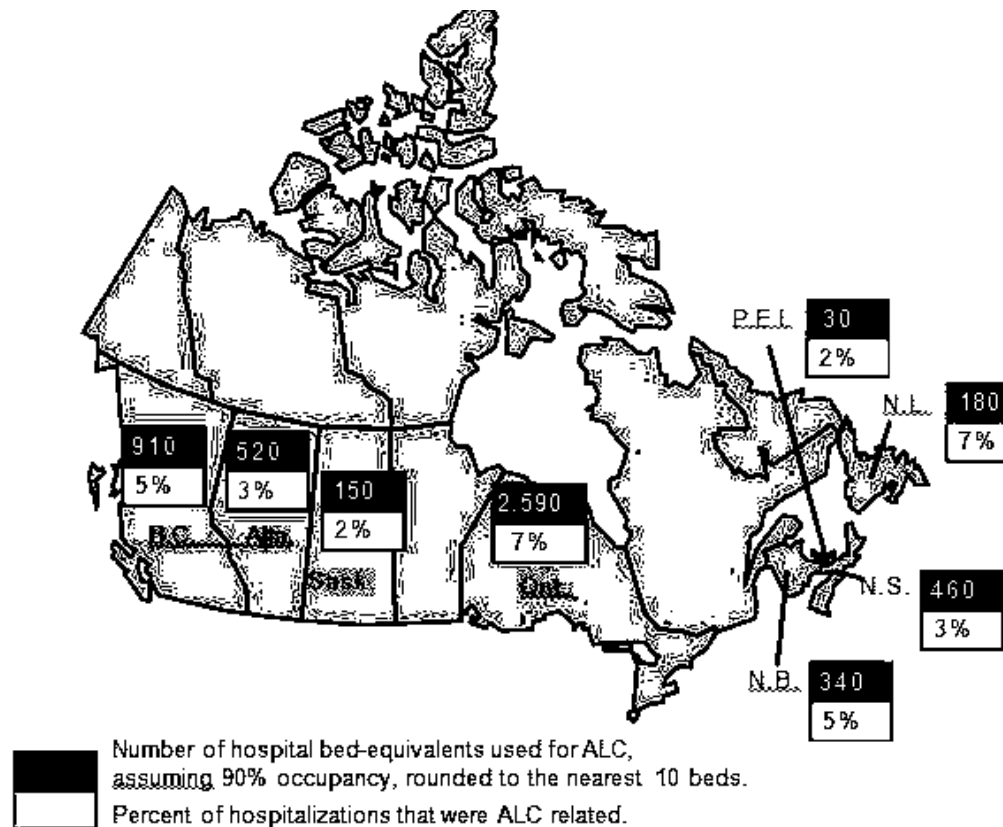 P.E.I.
30
2%
N.L.
180
7%
910
5%
B.C.
520
3%
Alta.
150
2%
Sask.
2.590
7%
Ont.
N.S.
460
3%
N.B.
340
5%
Number of hospital bed-equivalents used for ALC,
assuming 90% occupancy, rounded to the nearest 10 beds.
Percent of hospitalizations that were ALC related.